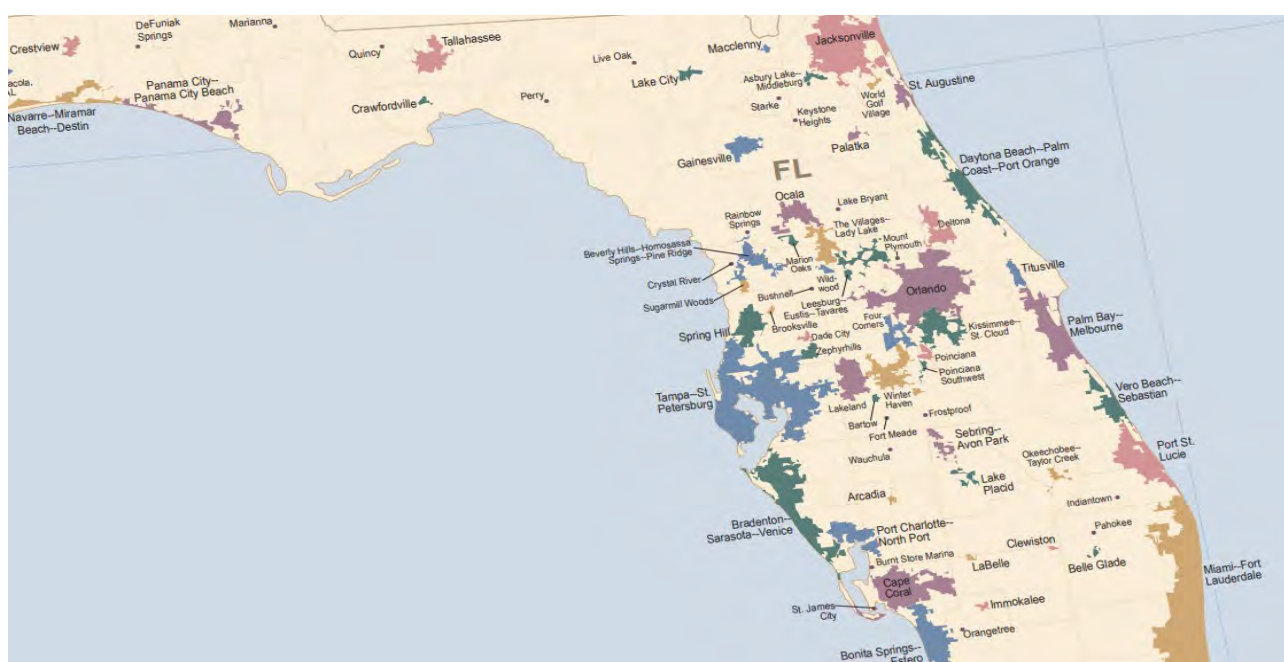 DeFuniak
Springs
Marianna
Crestview
Quincy
Tallahassee
Live Oak
Macclenny
Jacksonville
acola,
Panama City--
Panama City Beach
Navarre--Miramar
Beach--Destin
Crawfordville
Perry
Lake City
Asbury Lake--
Middleburg
Starke
Keystone
Heights
World
Golf
Village
St. Augustine
Gainesville
Palatka
FL
Daytona Beach--Palm
Coast--Port Orange
Ocala
Lake Bryant
Rainbow
Springs
The Villages--
Lady Lake
Mount
Plymouth
Deltona
Beverly Hills--Homosassa
Springs--Pine Ridge
Marion
Oaks
Crystal River
Wild-
wood
Bushnell
Sugarmill Woods
Leesburg--
Eustis--Tavares
Orlando
Titusville
Brooksville
Four
Corners
Spring Hill
Dade City
Zephyrhills
Kissimmee--
St. Cloud
Palm Bay--
Melbourne
Poinciana
Poinciana
Southwest
Tampa--St.
Petersburg
Lakeland
Winter
Haven
Bartow
Fort Meade
Frostproof
Vero Beach--
Sebastian
Wauchula
Sebring--
Avon Park
Okeechobee--
Taylor Creek
Port St.
Lucie
Lake
Placid
Arcadia
Indiantown
Bradenton--
Sarasota--Venice
Port Charlotte--
North Port
Pahokee
Clewiston
Burnt Store Marina
LaBelle
Belle Glade
Miami--Fort
Lauderdale
Cape
Coral
St. James
City
Immokalee
Orangetree
Bonita Springs--
Estero